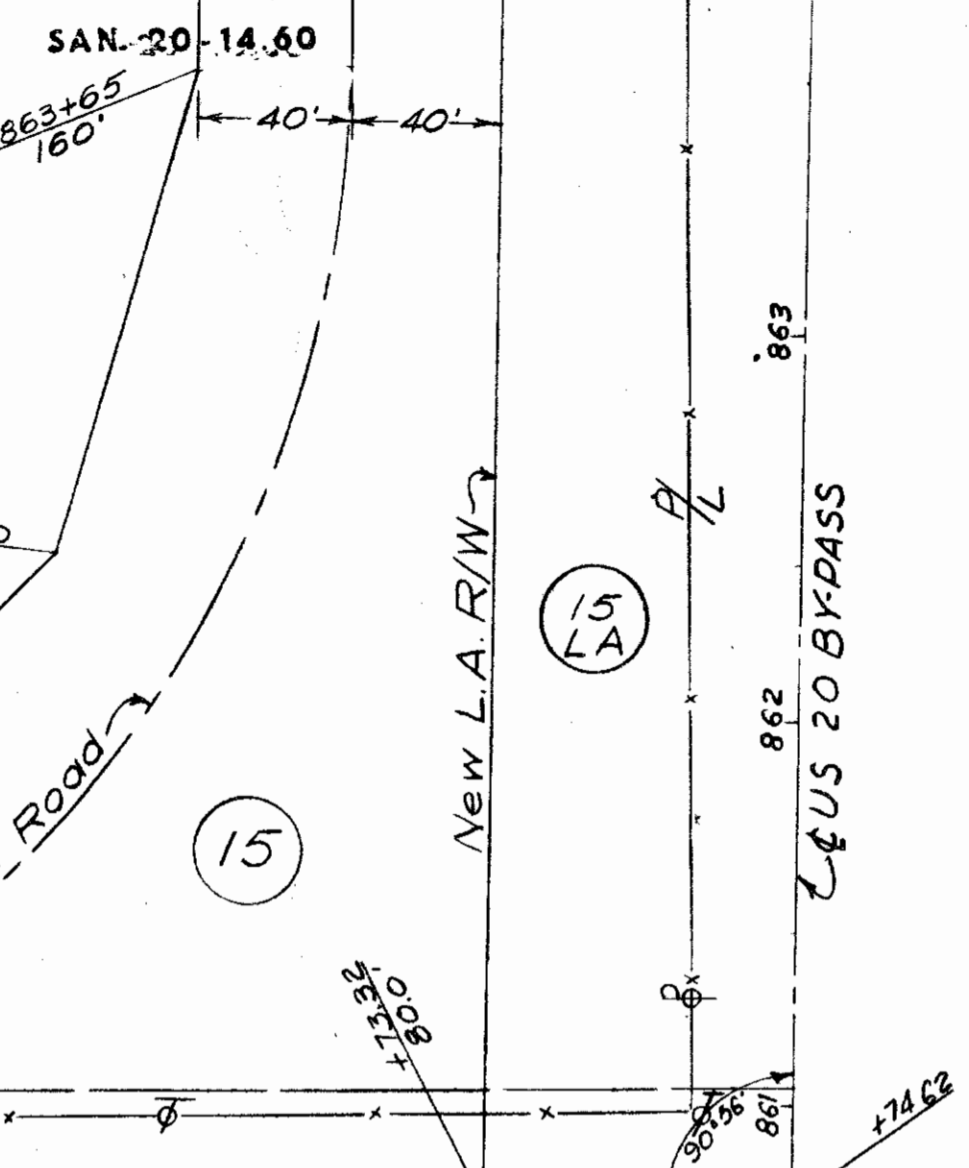 SAN. 20-14.60
863+65
160'
40'
40'
863
P/L
New L.A. R/W
15
LA
862
℄ US 20 BY-PASS
Road
15
+73.32
80.0'
P
90°56'
861
+74.62